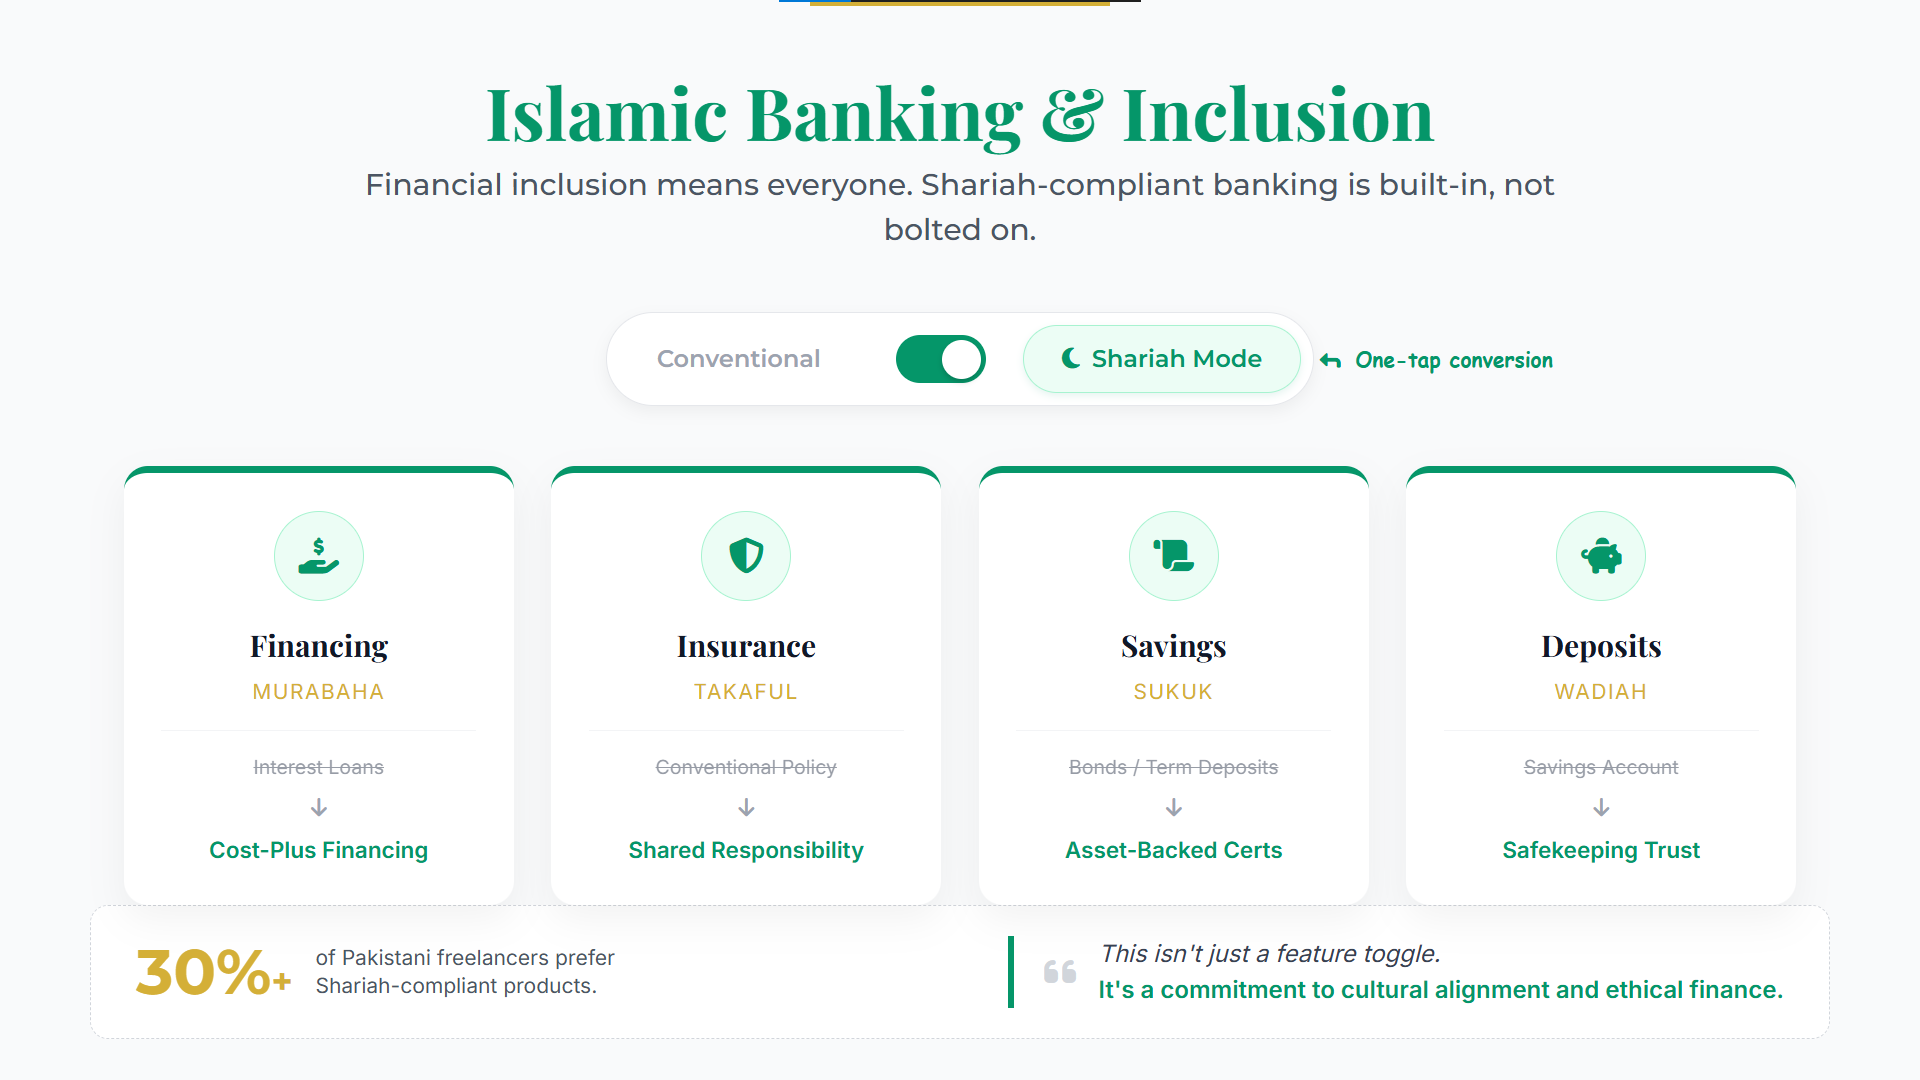 Islamic Banking & Inclusion
Financial inclusion means everyone. Shariah-compliant banking is built-in, not
bolted on.
Conventional
Shariah Mode
One-tap conversion
Financing
MURABAHA
Interest Loans
Cost-Plus Financing
Insurance
TAKAFUL
Conventional Policy
Shared Responsibility
Savings
SUKUK
Bonds / Term Deposits
Asset-Backed Certs
Deposits
WADIAH
Savings Account
Safekeeping Trust
30%+
of Pakistani freelancers prefer
Shariah-compliant products.
This isn't just a feature toggle.
It's a commitment to cultural alignment and ethical finance.